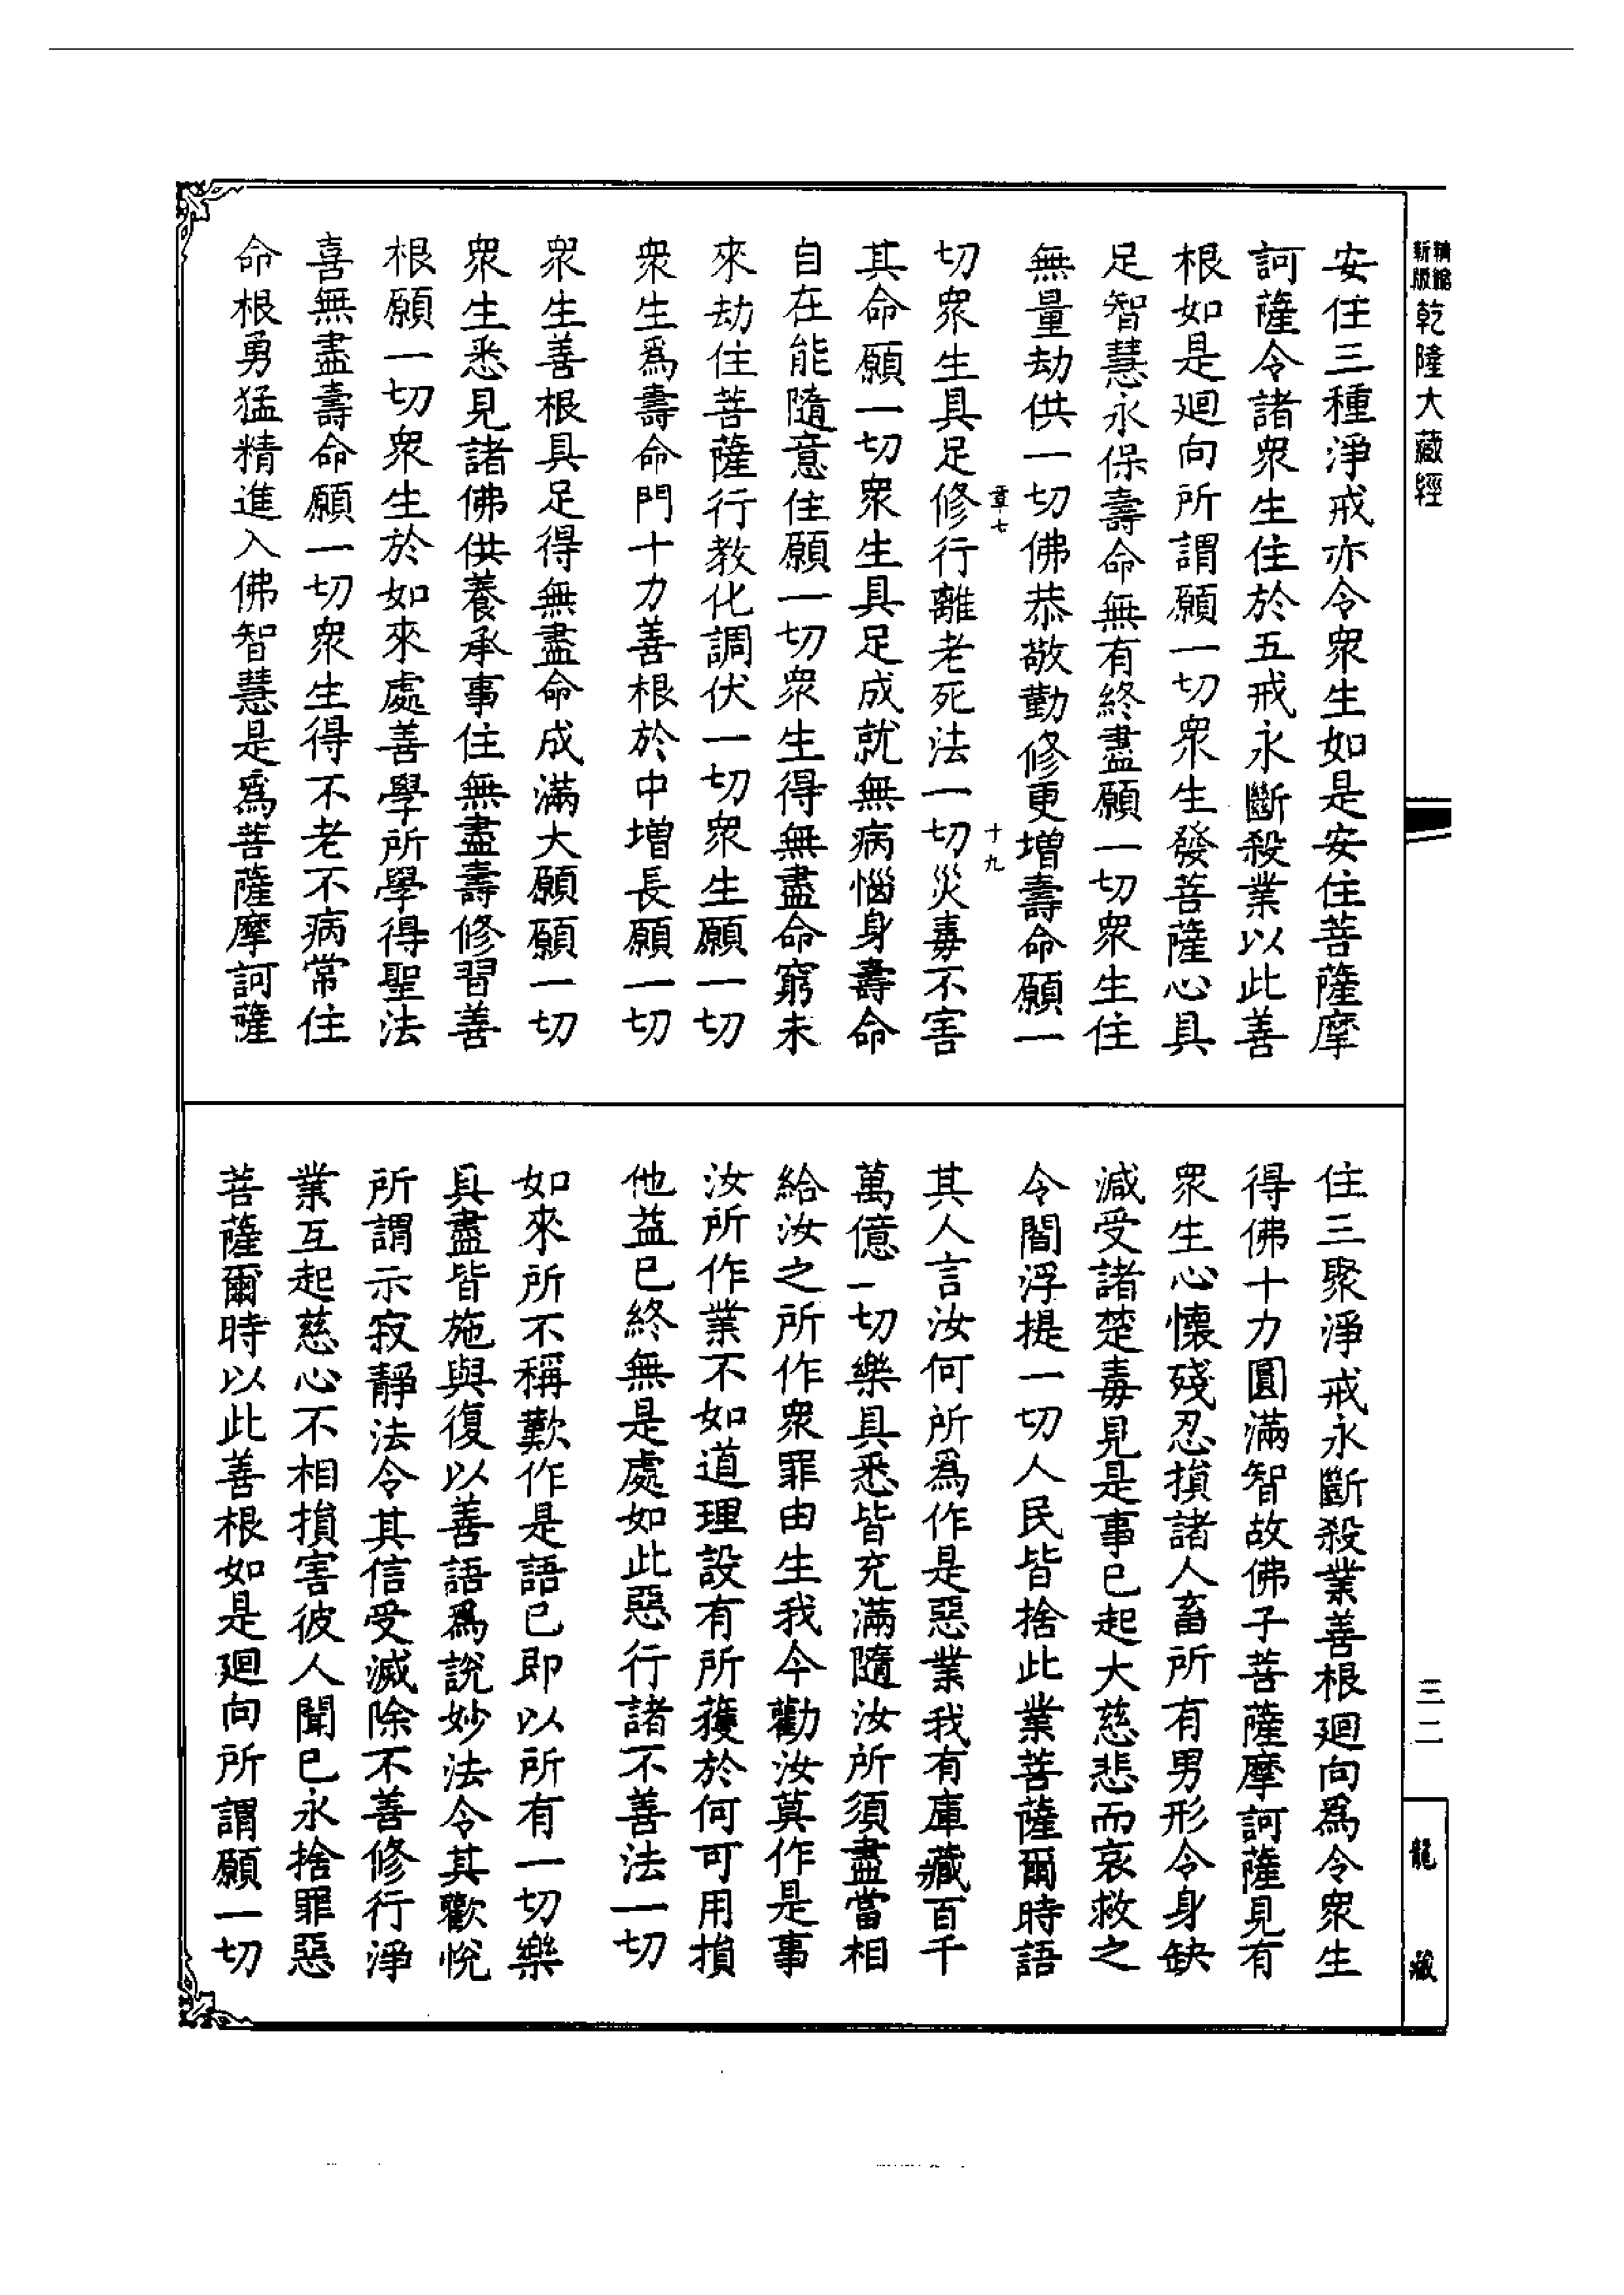 精縮新版乾隆大藏經
安住三種淨戒亦令衆生如是安住菩薩摩
訶薩令諸衆生住於五戒永斷殺業以此善
根如是廻向所謂願一切衆生發菩薩心具
足智慧永保壽命無有終盡願一切衆生住
無量劫供一切佛恭敬勤修更增壽命願一
章七
十九
切衆生具足修行離老死法一切災毒不害
其命願一切衆生具足成就無病惱身壽命
自在能隨意住願一切衆生得無盡命窮未
來劫住菩薩行教化調伏一切衆生願一切
衆生爲壽命門十力善根於中增長願一切
衆生善根具足得無盡命成滿大願願一切
衆生悉見諸佛供養承事住無盡壽修習善
根願一切衆生於如來處善學所學得聖法
喜無盡壽命願一切衆生得不老不病常住
命根勇猛精進入佛智慧是爲菩薩摩訶薩
住三聚淨戒永斷殺業善根廻向爲令衆生
得佛十力圓滿智故佛子菩薩摩訶薩見有
衆生心懷殘忍損諸人畜所有男形令身缺
減受諸楚毒見是事已起大慈悲而哀救之
令閻浮提一切人民皆捨此業菩薩爾時語
其人言汝何所爲作是惡業我有庫藏百千
萬億一切樂具悉皆充滿隨汝所須盡當相
給汝之所作衆罪由生我今勸汝莫作是事
汝所作業不如道理設有所獲於何可用損
他益已終無是處如此惡行諸不善法一切
如來所不稱歎作是語已即以所有一切樂
具盡皆施與復以善語爲說妙法令其歡悅
所謂示寂靜法令其信受滅除不善修行淨
業互起慈心不相損害彼人聞已永捨罪惡
菩薩爾時以此善根如是廻向所謂願一切
三二
龍藏